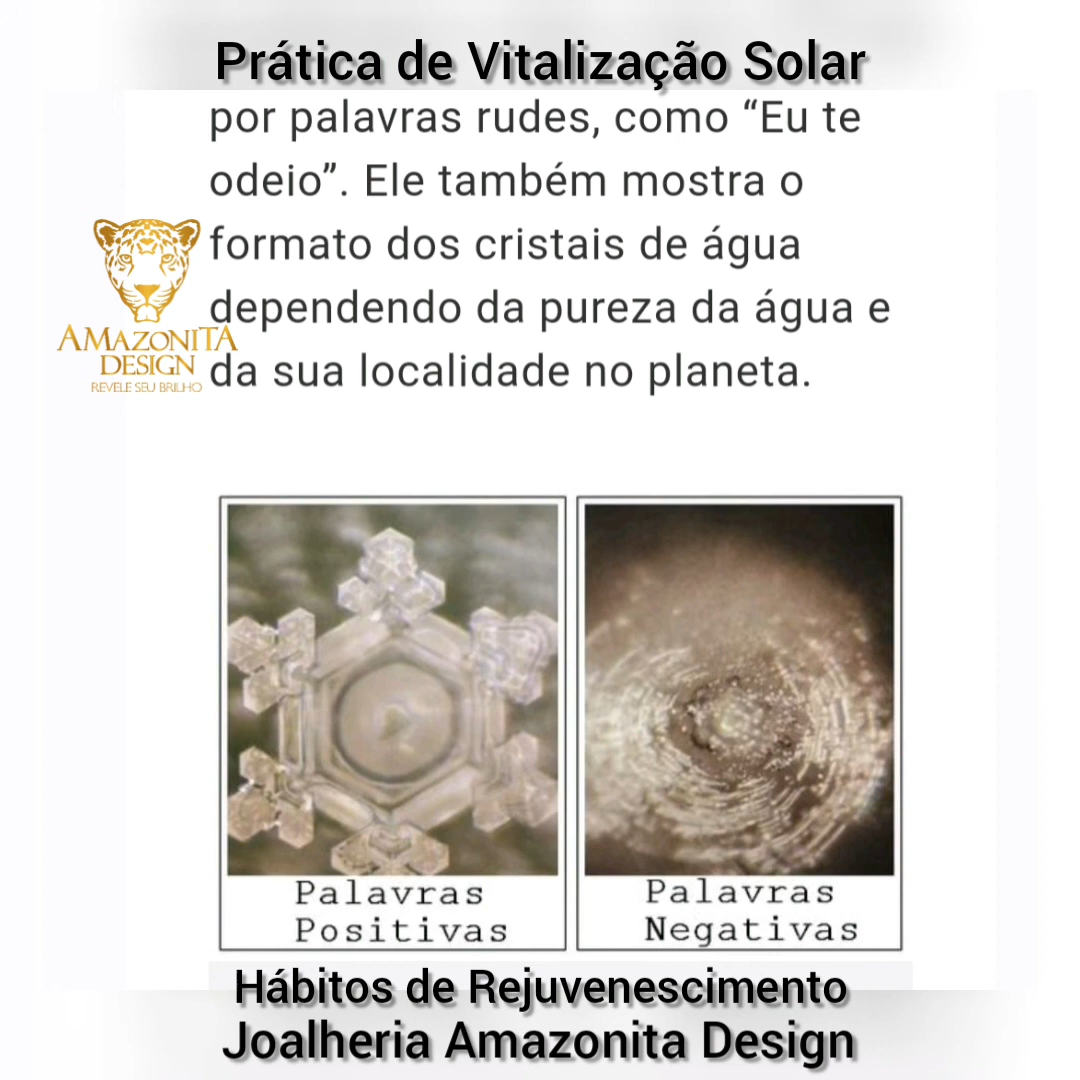 Prática de Vitalização Solar
por palavras rudes, como “Eu te
odeio”. Ele também mostra o
formato dos cristais de água
dependendo da pureza da água e
da sua localidade no planeta.
AMAZONITA
DESIGN
REVELE SEU BRILHO
Palavras
Positivas
Palavras
Negativas
Hábitos de Rejuvenescimento
Joalheria Amazonita Design